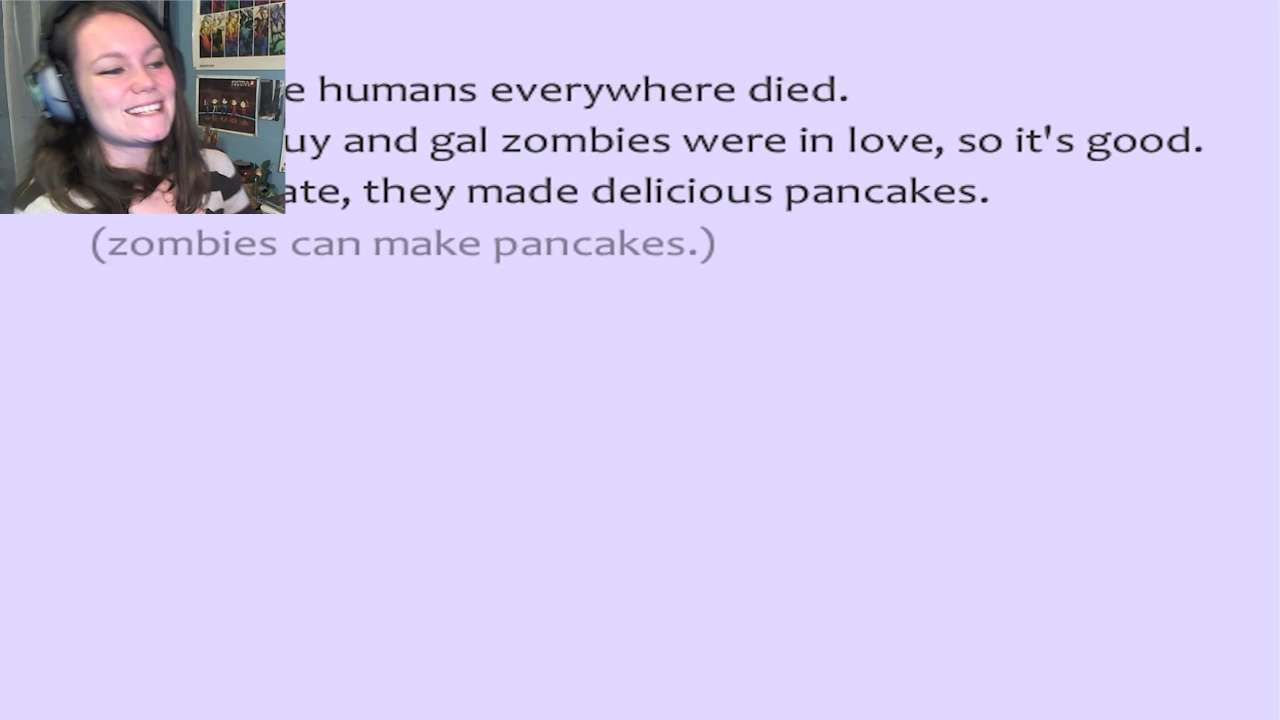 humans everywhere died.
and gal zombies were in love, so it's good.
they made delicious pancakes.
(zombies can make pancakes.)